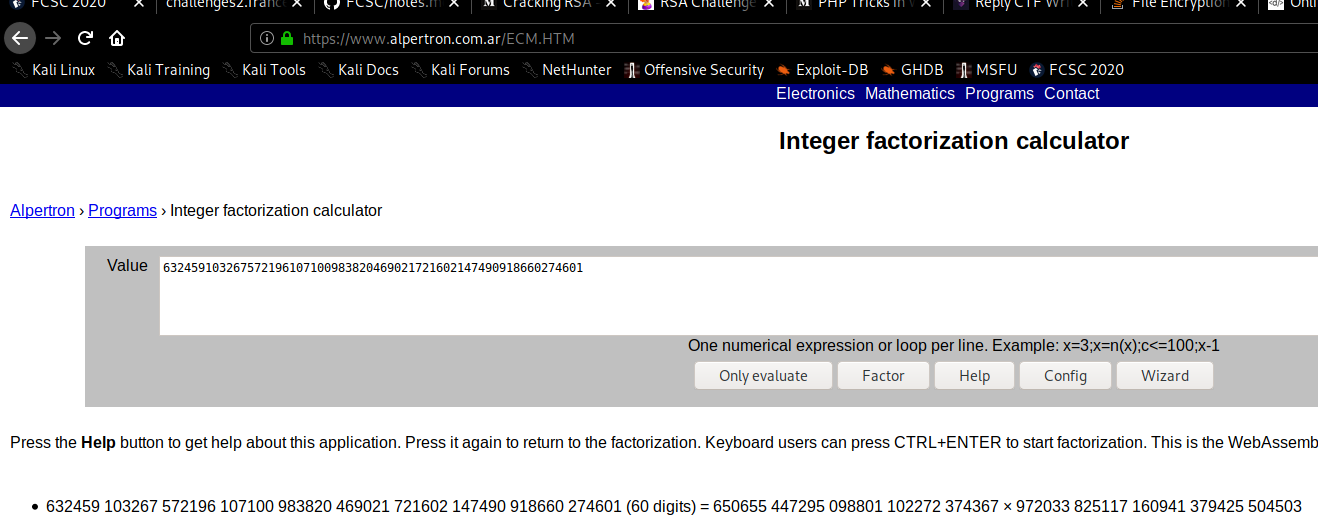 FCSC 2020 challenges2.franc FCSC/notes.m Cracking RSA - RSA Challenge PHP Tricks in Reply CTF Wri File Encryption Onli
https://www.alpertron.com.ar/ECM.HTM
Kali Linux Kali Training Kali Tools Kali Docs Kali Forums NetHunter Offensive Security Exploit-DB GHDB MSFU FCSC 2020
Electronics Mathematics Programs Contact
Integer factorization calculator
Alpertron › Programs › Integer factorization calculator
Value 632459103267572196107100983820469021721602147490918660274601
One numerical expression or loop per line. Example: x=3;x=n(x);c<=100;x-1
Only evaluate Factor Help Config Wizard
Press the Help button to get help about this application. Press it again to return to the factorization. Keyboard users can press CTRL+ENTER to start factorization. This is the WebAssemb
• 632459 103267 572196 107100 983820 469021 721602 147490 918660 274601 (60 digits) = 650655 447295 098801 102272 374367 × 972033 825117 160941 379425 504503